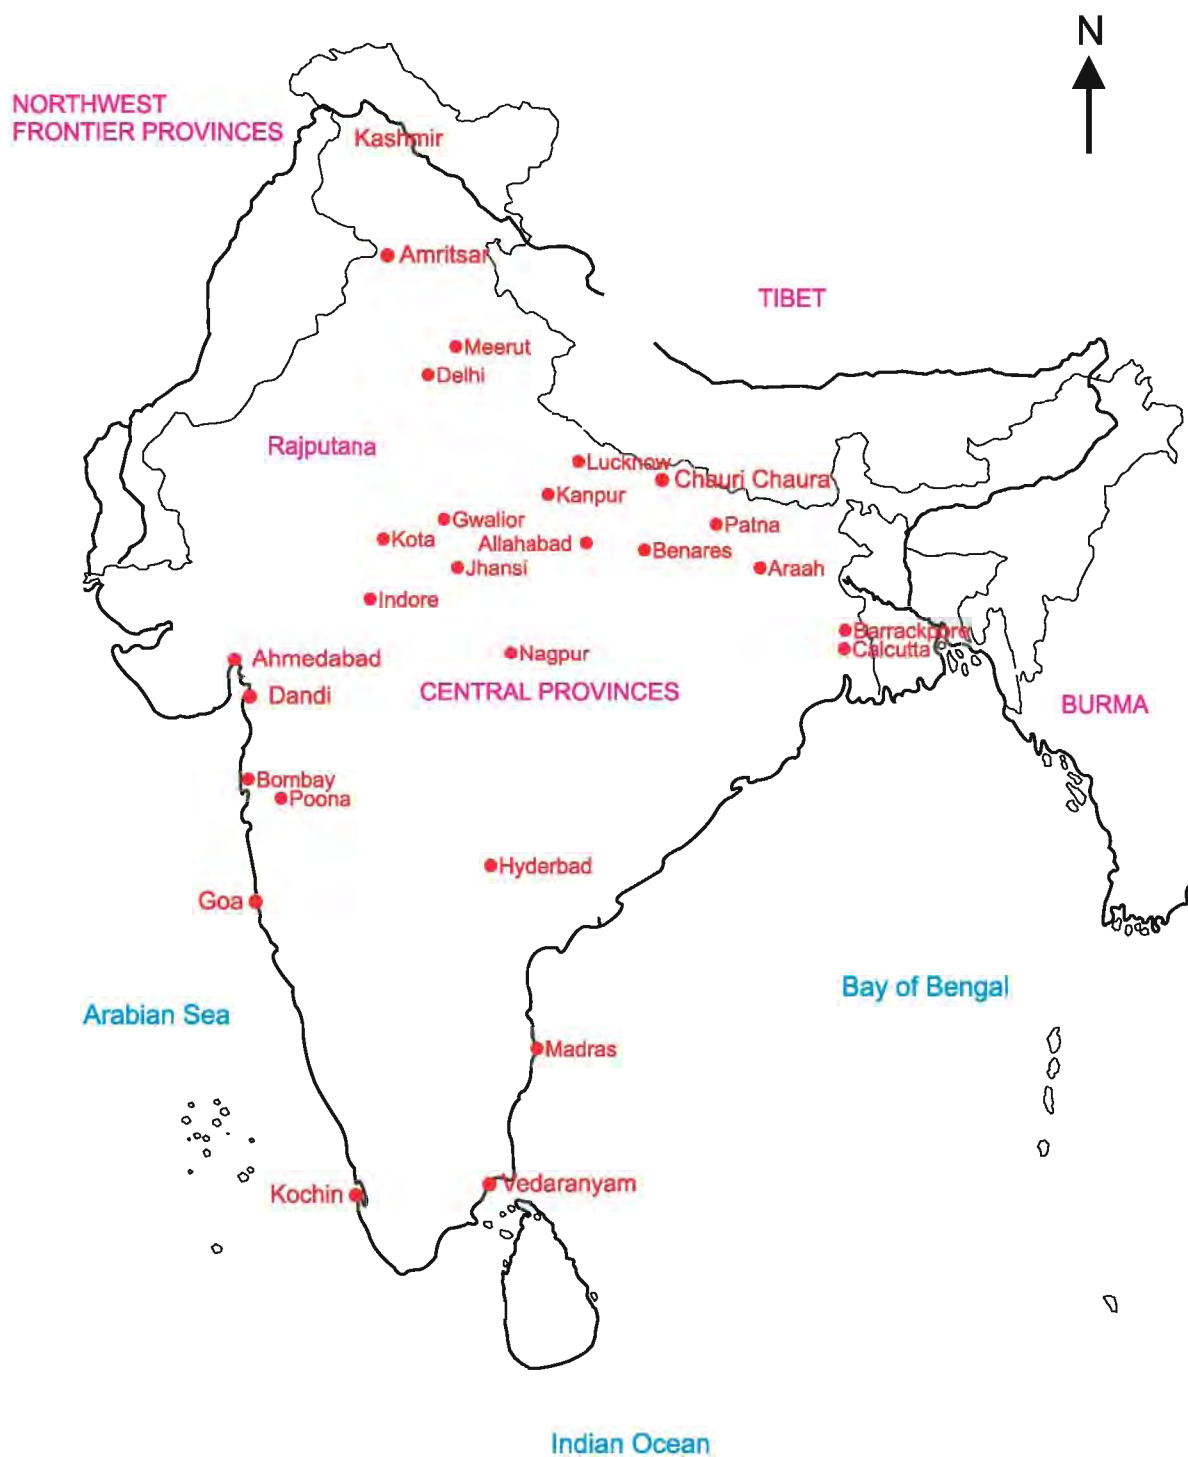 N
NORTHWEST
FRONTIER PROVINCES
Kashmir
Amritsar
TIBET
Meerut
Delhi
Rajputana
Lucknow
Chauri Chaura
Kanpur
Gwalior
Patna
Kota
Allahabad
Benares
Jhansi
Araah
Indore
Barrackpore
Calcutta
Ahmedabad
Nagpur
Dandi
CENTRAL PROVINCES
BURMA
Bombay
Poona
Hyderbad
Goa
Bay of Bengal
Arabian Sea
Madras
Vedaranyam
Kochin
Indian Ocean